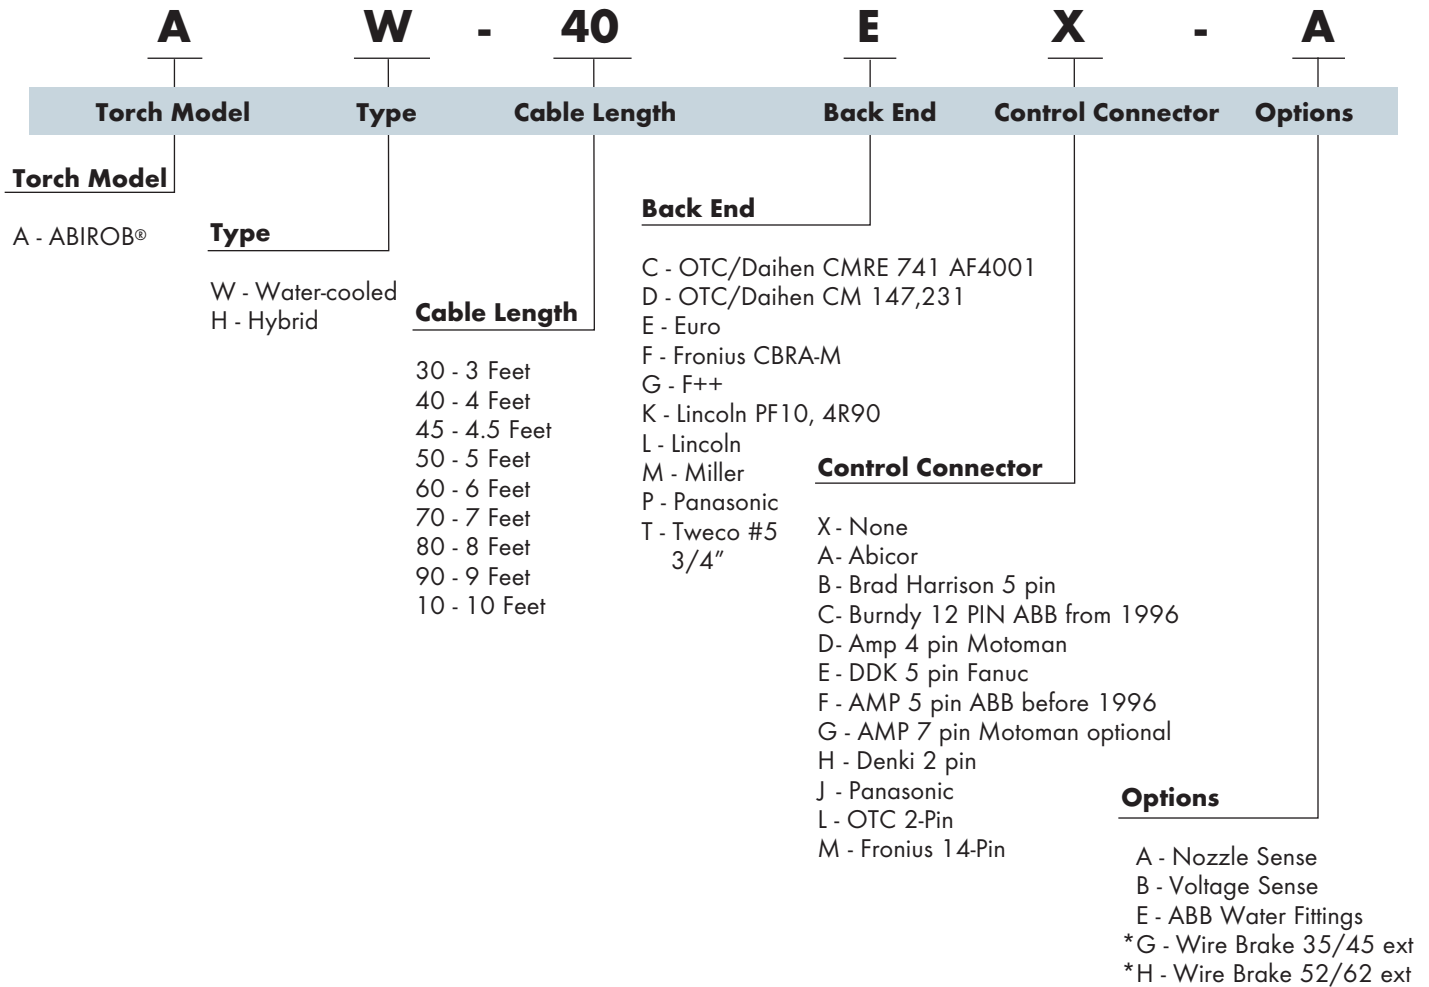 A W - 40 E X - A
Torch Model Type Cable Length Back End Control Connector Options
Torch Model
A - ABIROB®
Type
W - Water-cooled
H - Hybrid
Cable Length
30 - 3 Feet
40 - 4 Feet
45 - 4.5 Feet
50 - 5 Feet
60 - 6 Feet
70 - 7 Feet
80 - 8 Feet
90 - 9 Feet
10 - 10 Feet
Back End
C - OTC/Daihen CMRE 741 AF4001
D - OTC/Daihen CM 147,231
E - Euro
F - Fronius CBRA-M
G - F++
K - Lincoln PF10, 4R90
L - Lincoln
M - Miller
P - Panasonic
T - Tweco #5
3/4"
Control Connector
X - None
A- Abicor
B - Brad Harrison 5 pin
C- Burndy 12 PIN ABB from 1996
D- Amp 4 pin Motoman
E - DDK 5 pin Fanuc
F - AMP 5 pin ABB before 1996
G - AMP 7 pin Motoman optional
H - Denki 2 pin
J - Panasonic
L - OTC 2-Pin
M - Fronius 14-Pin
Options
A - Nozzle Sense
B - Voltage Sense
E - ABB Water Fittings
*G - Wire Brake 35/45 ext
*H - Wire Brake 52/62 ext